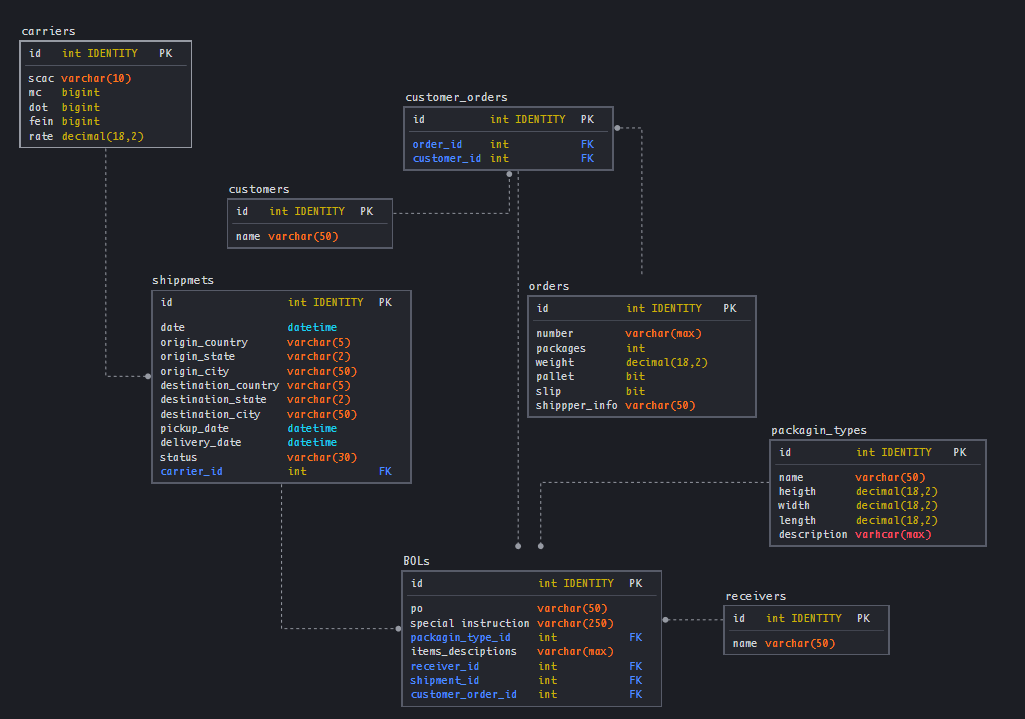 carriers
id int IDENTITY PK
scac varchar(10)
mc bigint
dot bigint
fein bigint
rate decimal(18,2)
customer_orders
id int IDENTITY PK
order_id int FK
customer_id int FK
customers
id int IDENTITY PK
name varchar(50)
shippmets
id int IDENTITY PK
date datetime
origin_country varchar(5)
origin_state varchar(2)
origin_city varchar(50)
destination_country varchar(5)
destination_state varchar(2)
destination_city varchar(50)
pickup_date datetime
delivery_date datetime
status varchar(30)
carrier_id int FK
orders
id int IDENTITY PK
number varchar(max)
packages int
weight decimal(18,2)
pallet bit
slip bit
shippper_info varchar(50)
packagin_types
id int IDENTITY PK
name varchar(50)
heigth decimal(18,2)
width decimal(18,2)
length decimal(18,2)
description varhcar(max)
BOLs
id int IDENTITY PK
po varchar(50)
special_instruction varchar(250)
packagin_type_id int FK
items_desciptions varchar(max)
receiver_id int FK
shipment_id int FK
customer_order_id int FK
receivers
id int IDENTITY PK
name varchar(50)